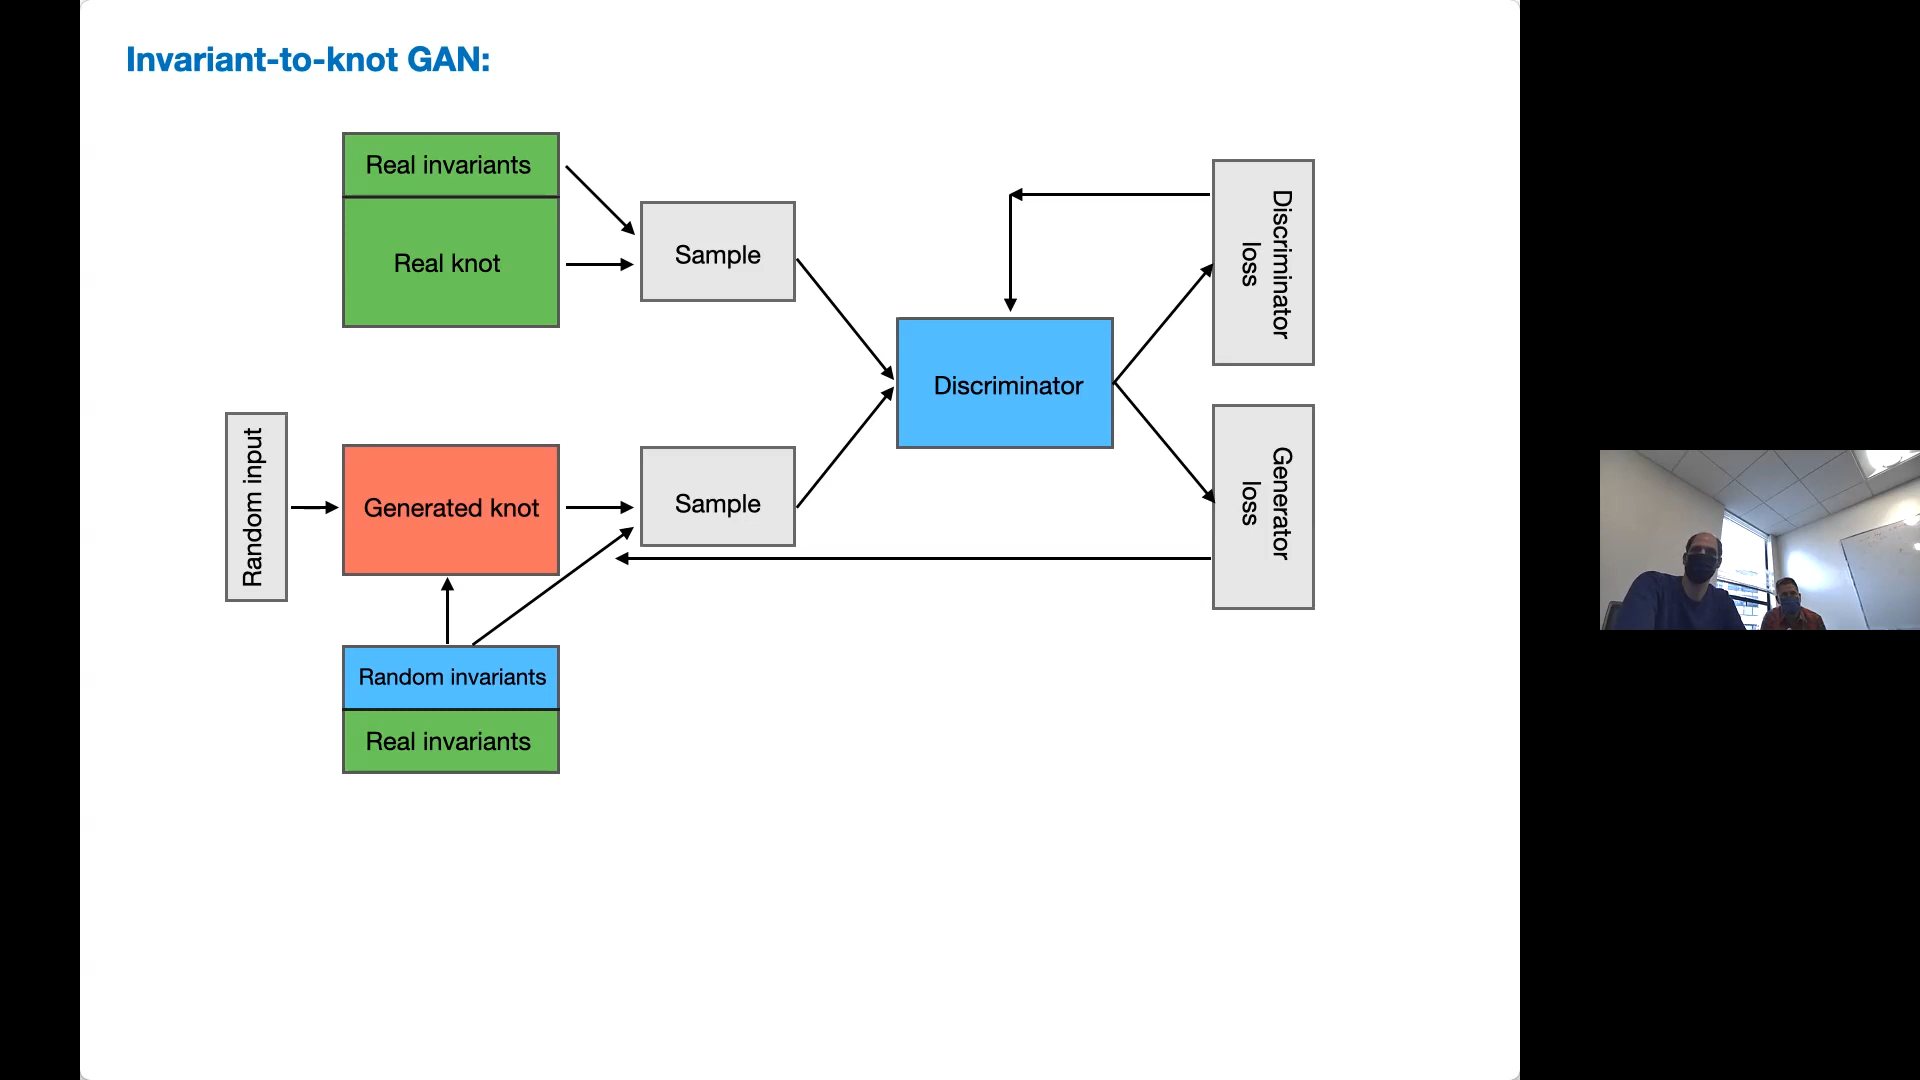 Invariant-to-knot GAN:
Real invariants
Real knot
Sample
Discriminator
loss
Discriminator
Random input
Generated knot
Sample
Generator
loss
Random invariants
Real invariants